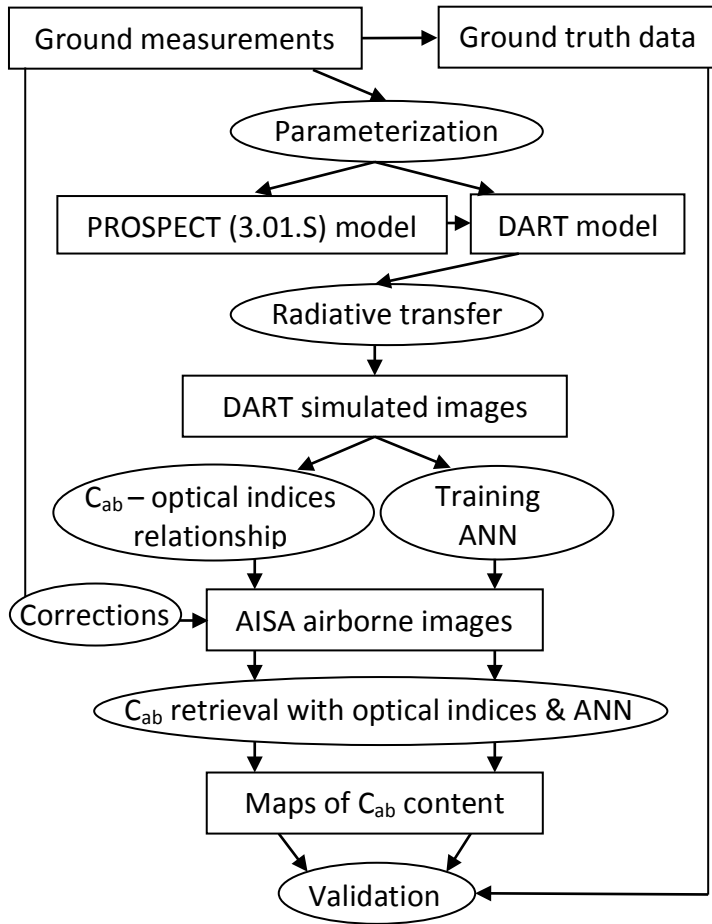 Ground measurements
Ground truth data
Parameterization
PROSPECT (3.01.S) model
DART model
Radiative transfer
DART simulated images
Cab – optical indices
relationship
Training
ANN
Corrections
AISA airborne images
Cab retrieval with optical indices & ANN
Maps of Cab content
Validation